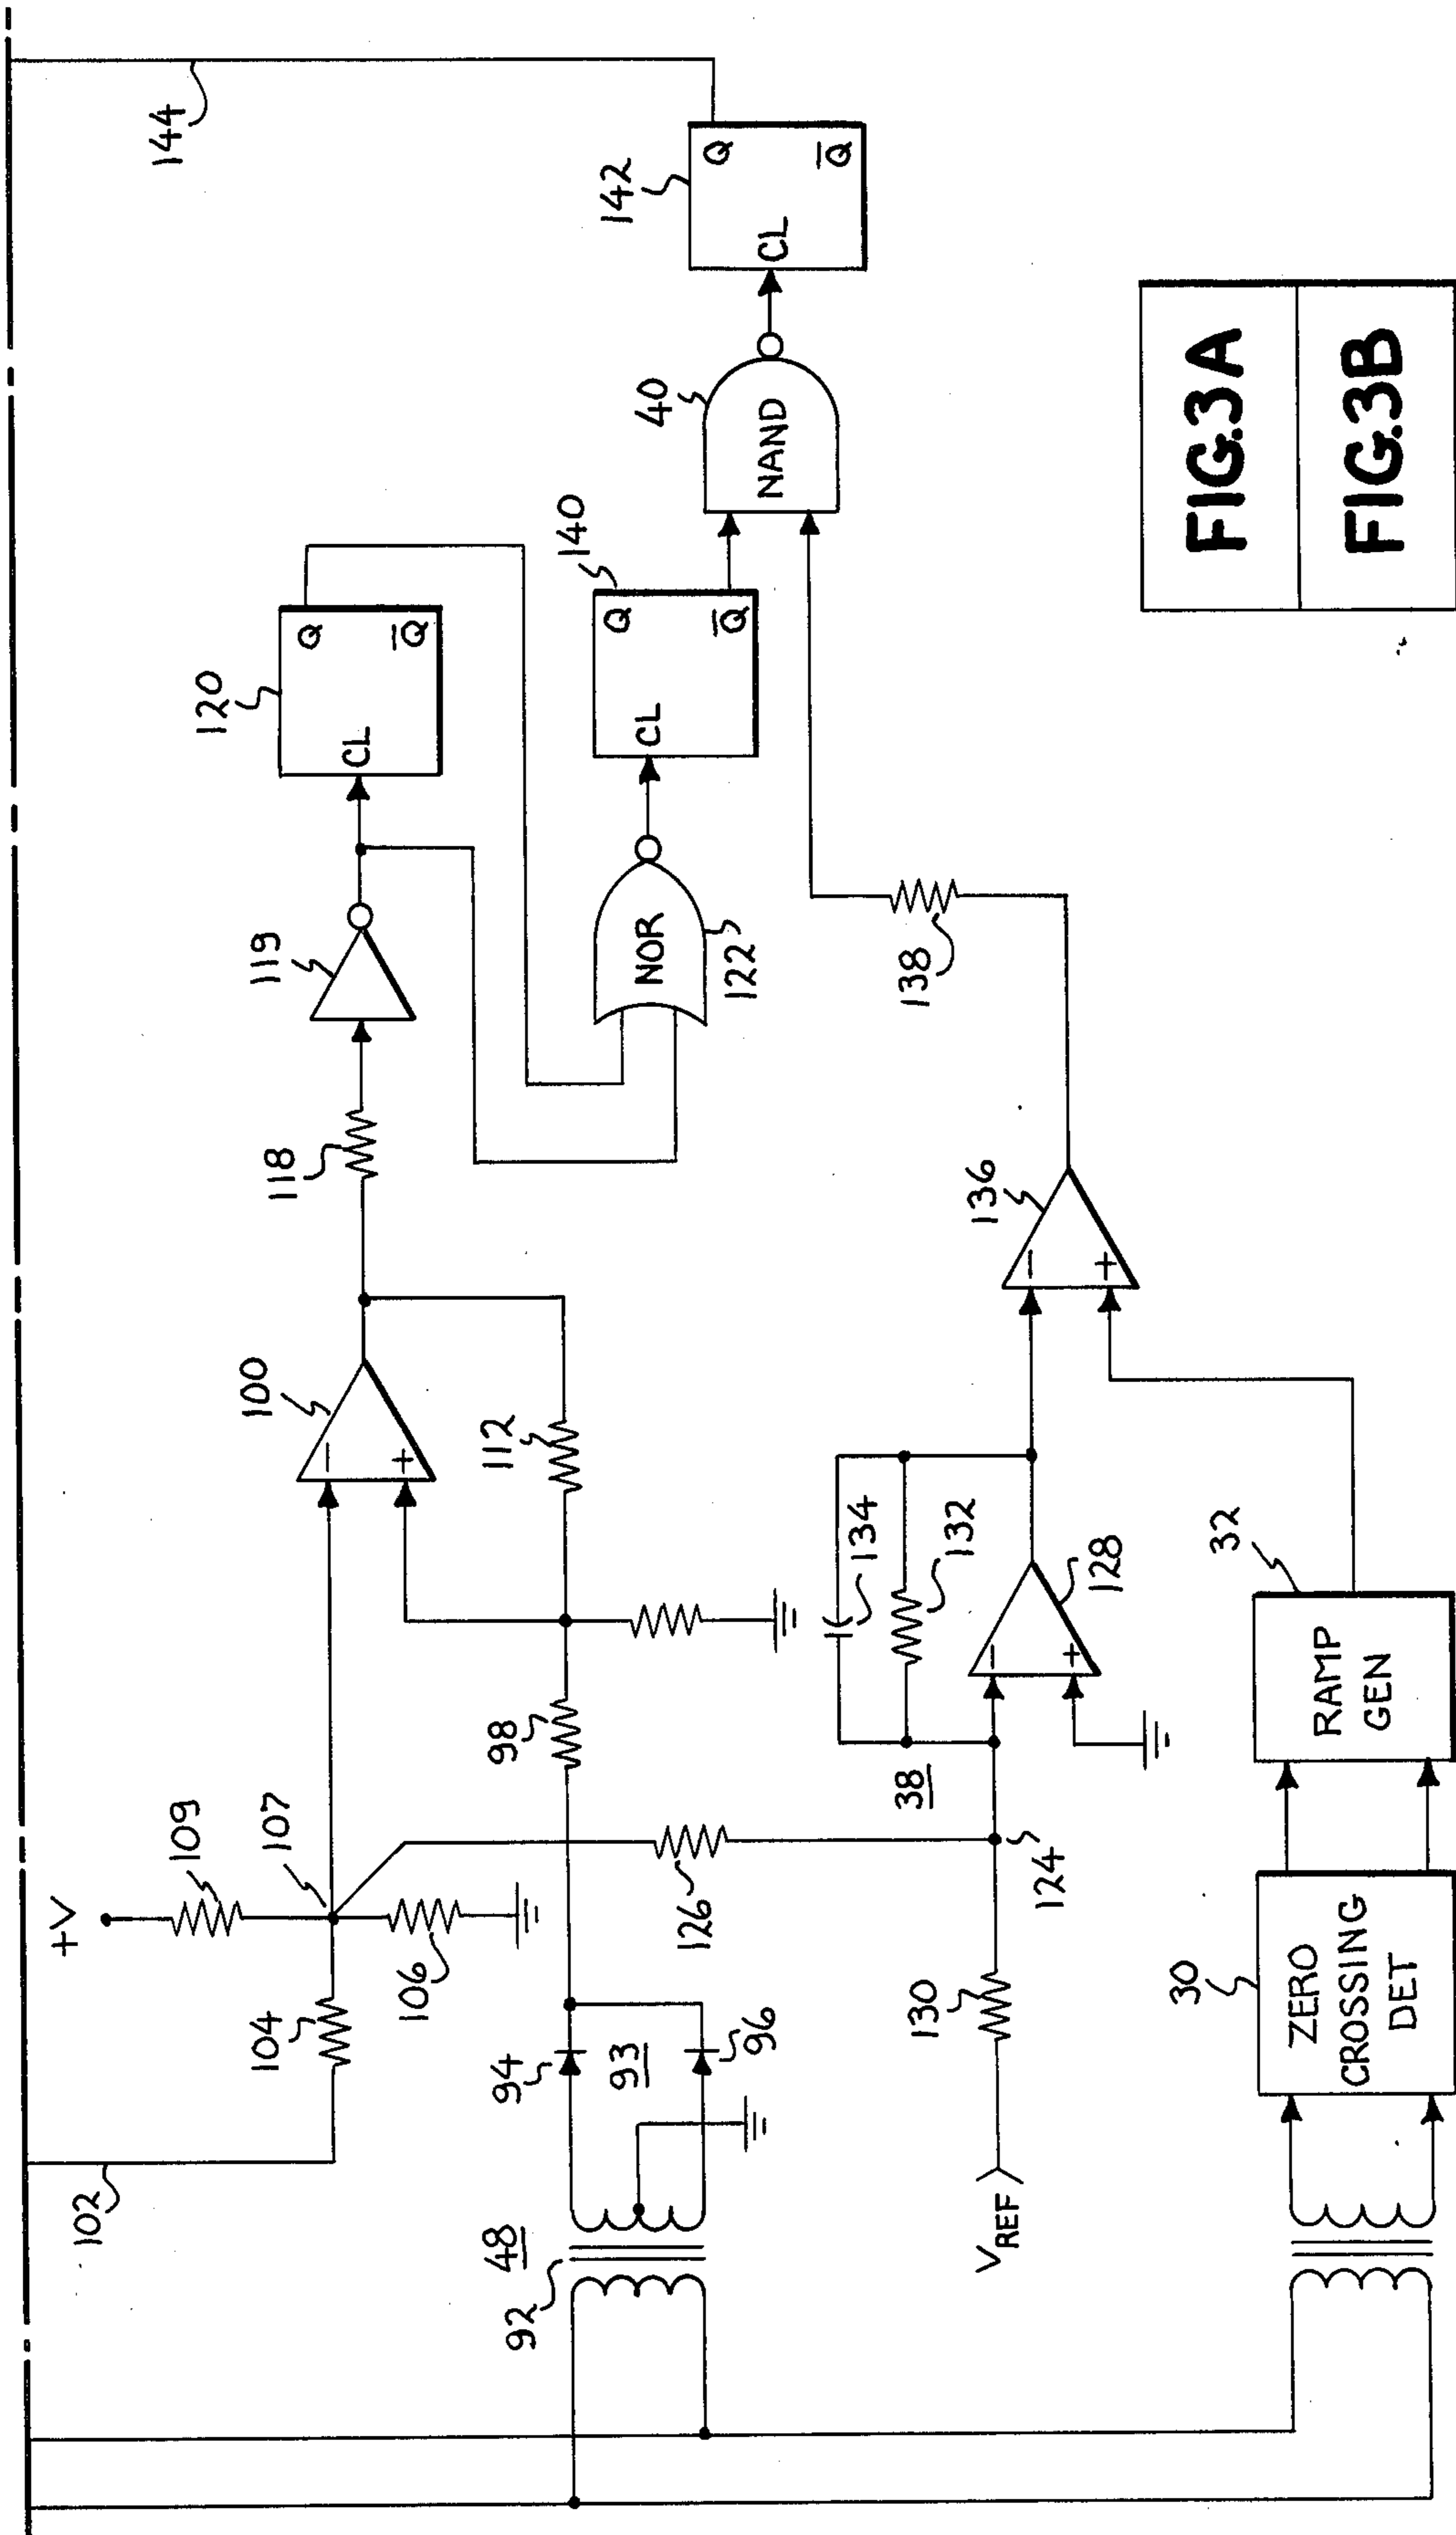 144
102
+V
109
104
107
106
100
118
119
120
CL
Q
Q̅
48
92
94
93
96
98
112
NOR
122
140
CL
Q
Q̅
40
NAND
142
CL
Q
Q̅
126
VREF
130
124
38
134
132
128
136
138
30
ZERO
CROSSING
DET
32
RAMP
GEN
−
+
−
+
−
+
FIG.3A
FIG.3B